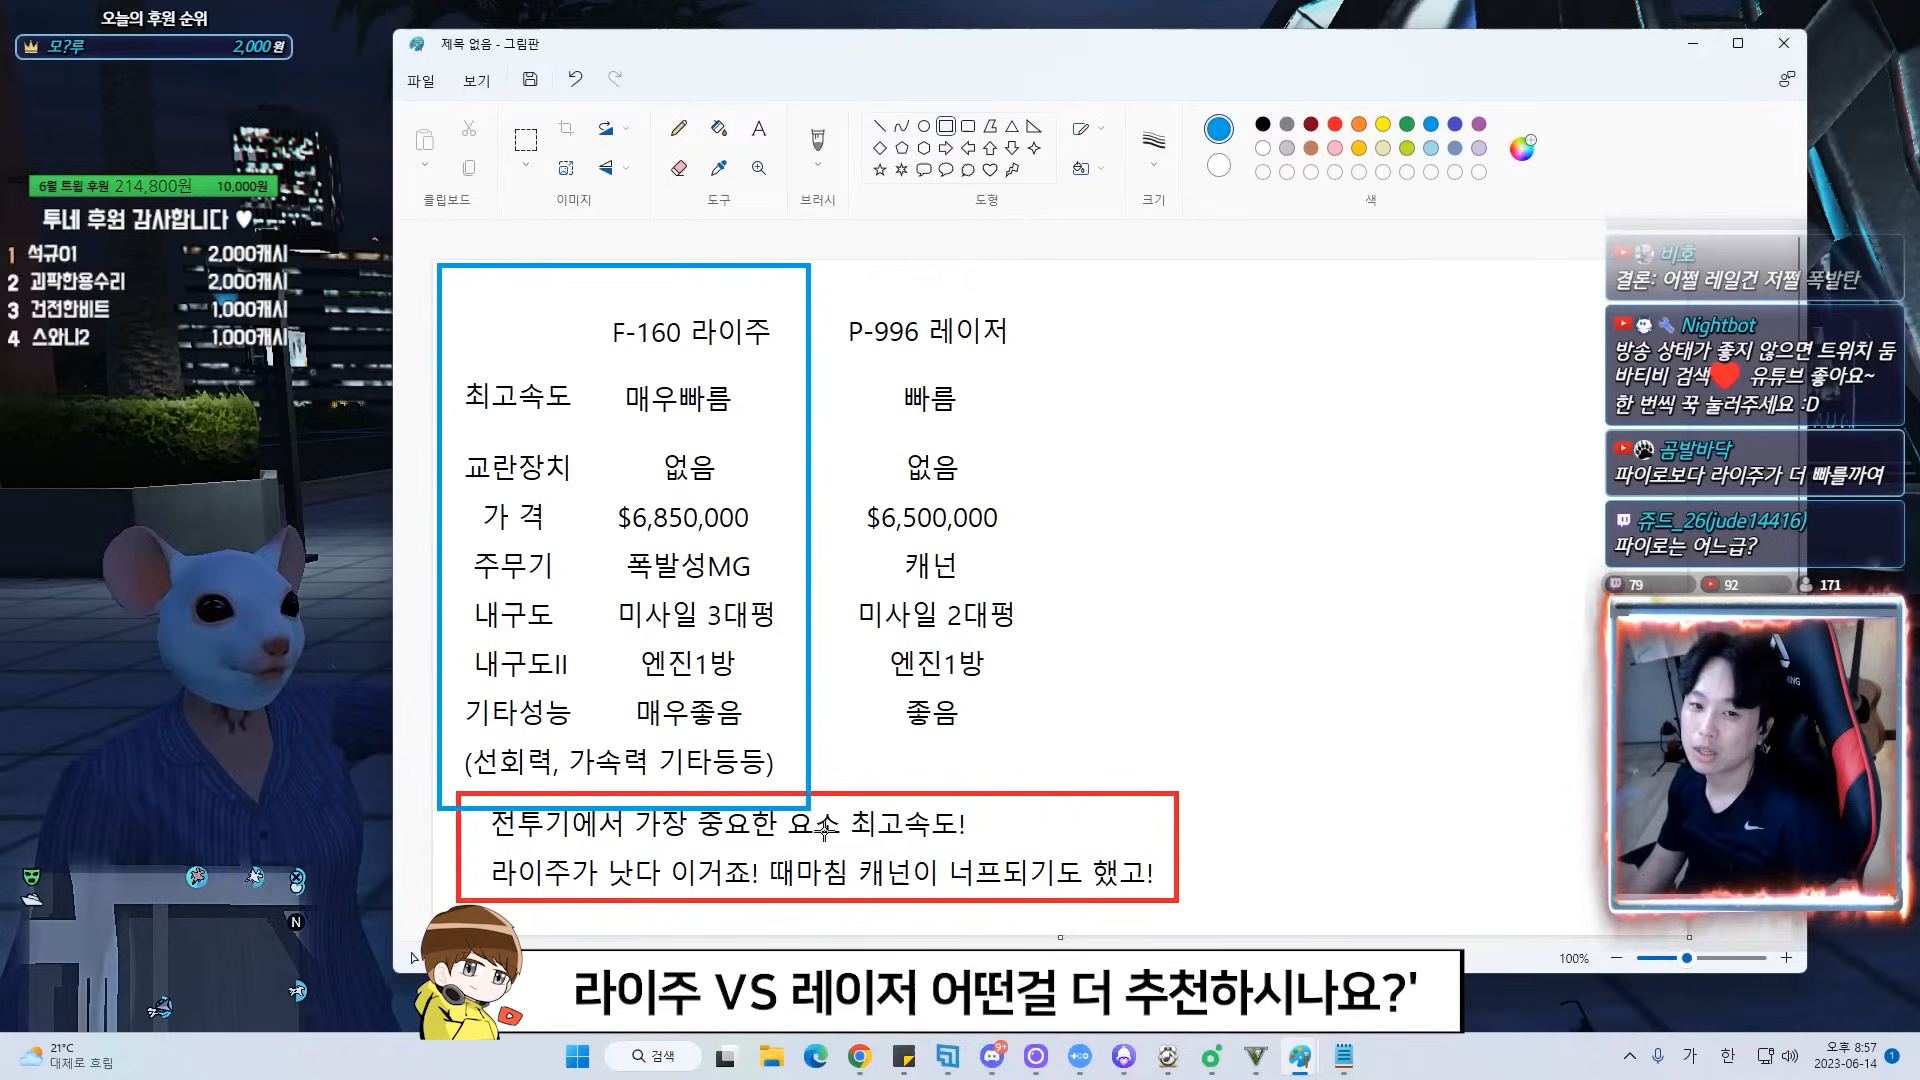 오늘의 후원 순위
모?루 2,000원
6월 트윕 후원 214,800원 10,000원
투네 후원 감사합니다 ♥
1 석규01 2,000캐시
2 괴팍한용수리 2,000캐시
3 건전한비트 1,000캐시
4 스와니2 1,000캐시
제목 없음 - 그림판
파일 보기
클립보드 이미지 도구 브러시 도형 크기 색
F-160 라이주 P-996 레이저
최고속도 매우빠름 빠름
교란장치 없음 없음
가 격 $6,850,000 $6,500,000
주무기 폭발성MG 캐넌
내구도 미사일 3대펑 미사일 2대펑
내구도II 엔진1방 엔진1방
기타성능 매우좋음 좋음
(선회력, 가속력 기타등등)
전투기에서 가장 중요한 요소 최고속도!
라이주가 낫다 이거죠! 때마침 캐넌이 너프되기도 했고!
비호
결론: 어쩔 레일건 저쩔 폭발탄
Nightbot
방송 상태가 좋지 않으면 트위치 둠
바티비 검색❤ 유튜브 좋아요~
한 번씩 꾹 눌러주세요 :D
곰발바닥
파이로보다 라이주가 더 빠를까여
쥬드_26(jude14416)
파이로는 어느급?
79 92 171
N
100%
라이주 VS 레이저 어떤걸 더 추천하시나요?'
21°C
대체로 흐림
검색
9+
가 한
오후 8:57
2023-06-14
1